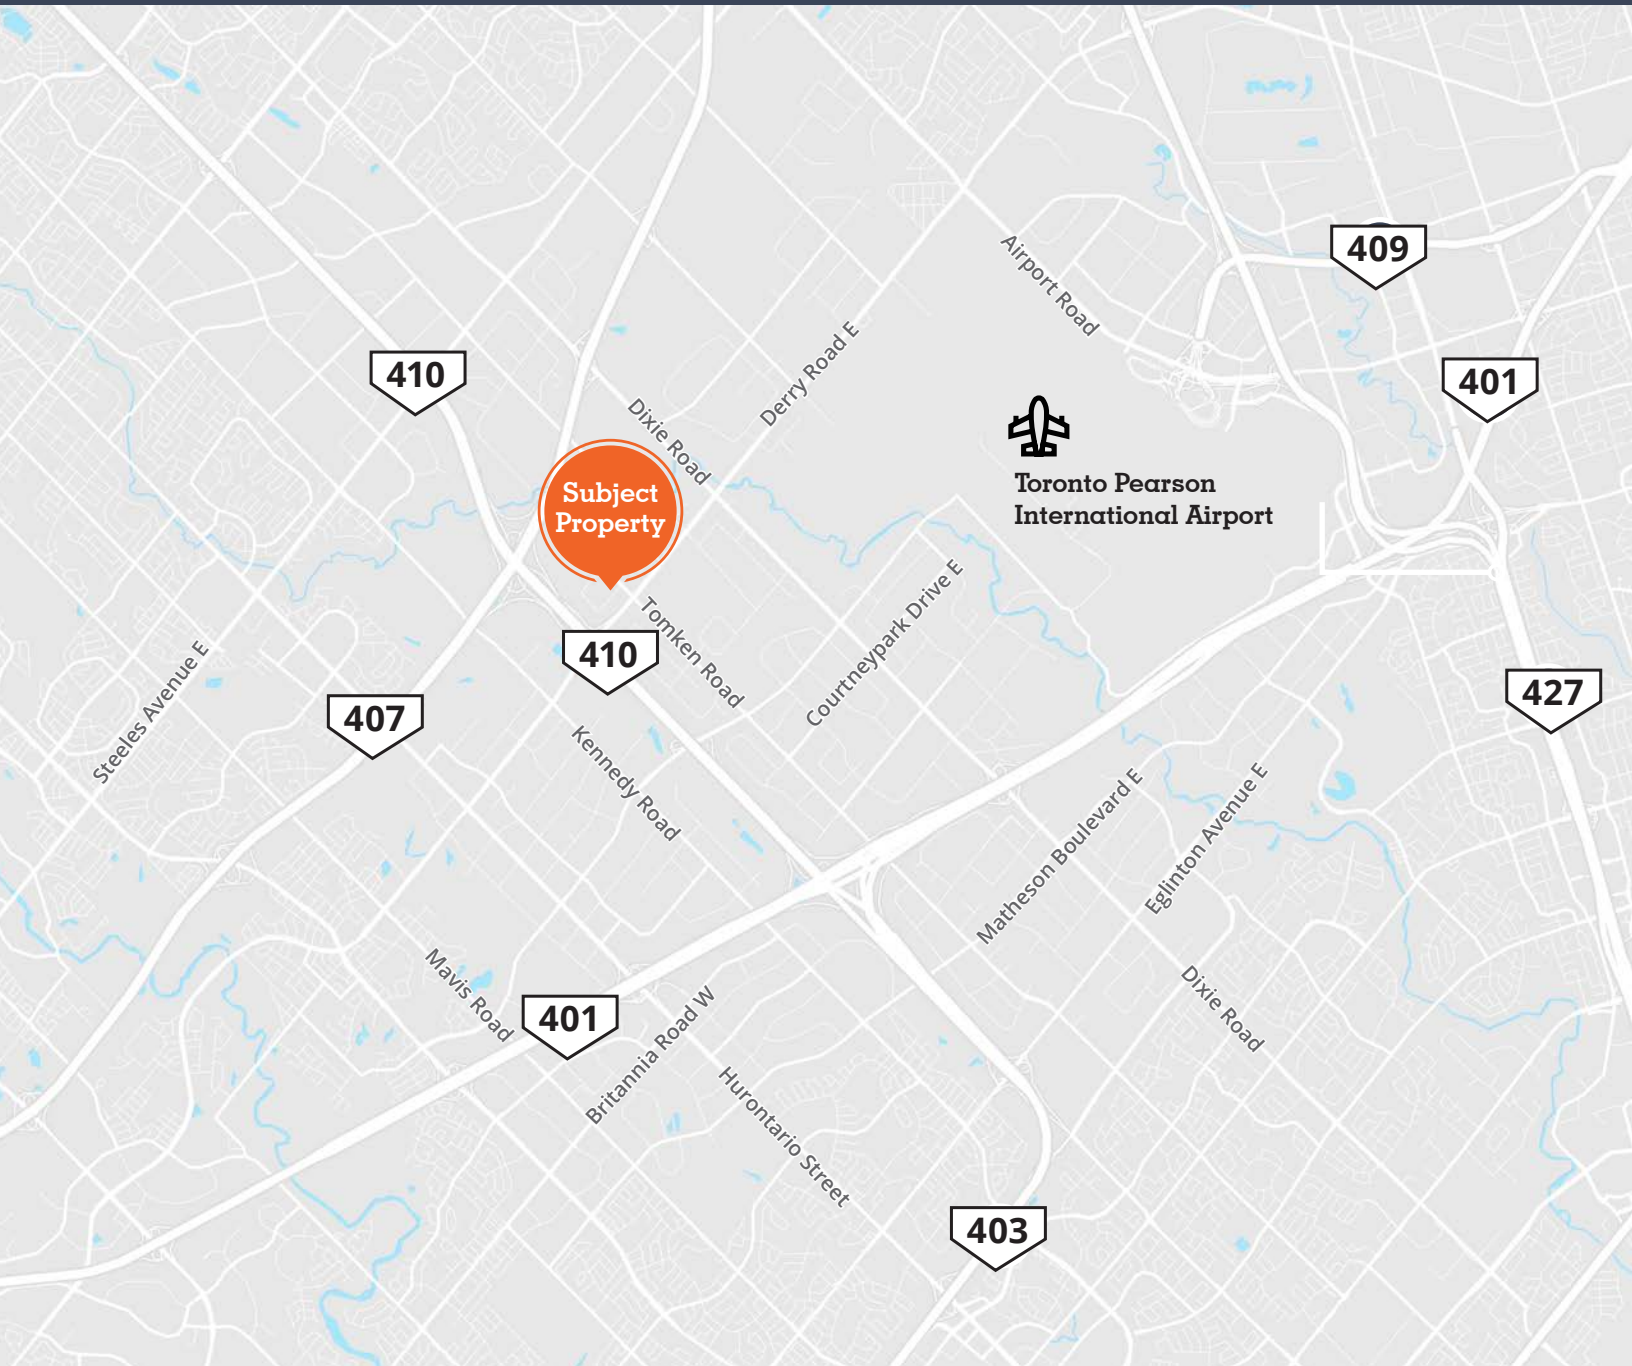 409
Airport Road
Derry Road E
410
401
Dixie Road
Toronto Pearson
International Airport
Subject
Property
Courtneypark Drive E
Tomken Road
410
Steeles Avenue E
407
427
Kennedy Road
Matheson Boulevard E
Eglinton Avenue E
Mavis Road
401
Britannia Road W
Dixie Road
Hurontario Street
403